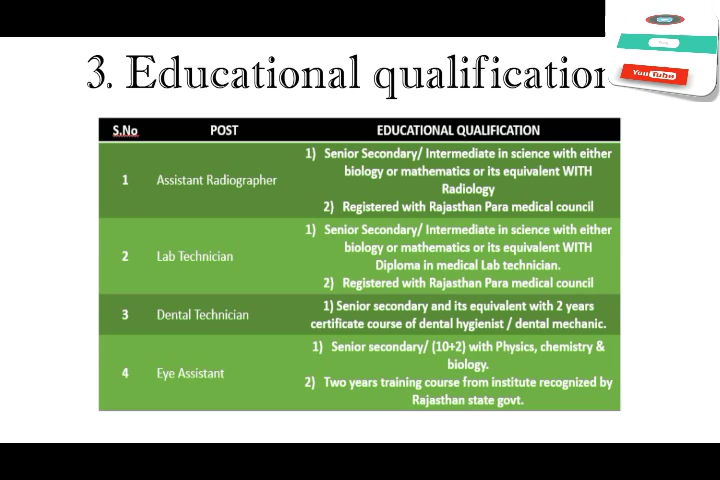 3. Educational qualification
YouTube
S.No POST EDUCATIONAL QUALIFICATION
1 Assistant Radiographer
1) Senior Secondary/ Intermediate in science with either
biology or mathematics or its equivalent WITH
Radiology
2) Registered with Rajasthan Para medical council
2 Lab Technician
1) Senior Secondary/ Intermediate in science with either
biology or mathematics or its equivalent WITH
Diploma in medical Lab technician.
2) Registered with Rajasthan Para medical council
3 Dental Technician
1) Senior secondary and its equivalent with 2 years
certificate course of dental hygienist / dental mechanic.
4 Eye Assistant
1) Senior secondary/ (10+2) with Physics, chemistry &
biology.
2) Two years training course from institute recognized by
Rajasthan state govt.